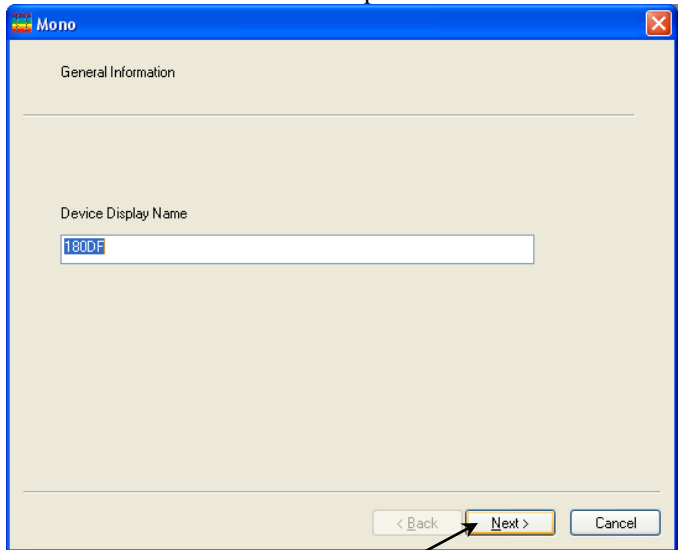 Mono
General Information
Device Display Name
180DF
< Back Next > Cancel